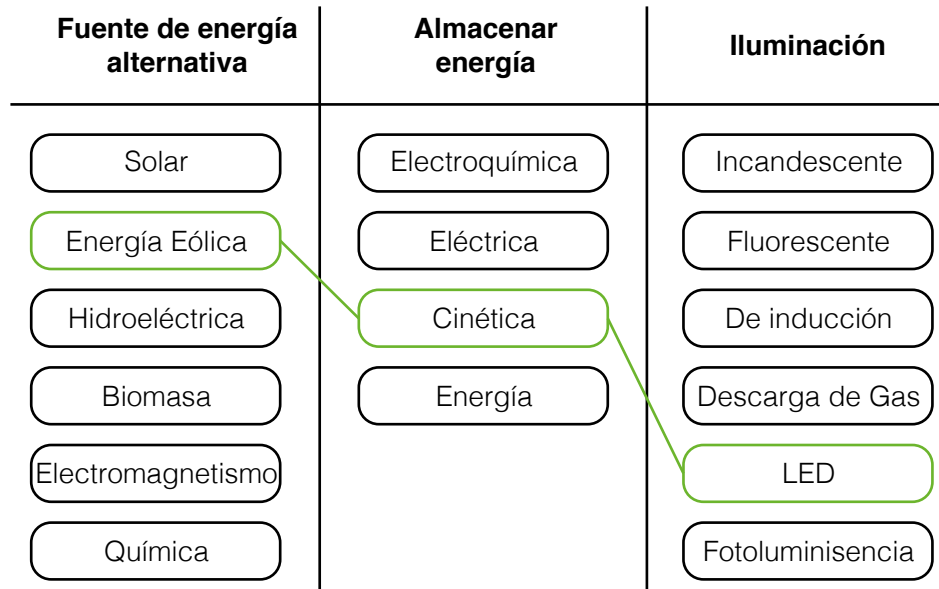 Fuente de energía
alternativa
Almacenar
energía
Iluminación
Solar
Energía Eólica
Hidroeléctrica
Biomasa
Electromagnetismo
Química
Electroquímica
Eléctrica
Cinética
Energía
Incandescente
Fluorescente
De inducción
Descarga de Gas
LED
Fotoluminisencia